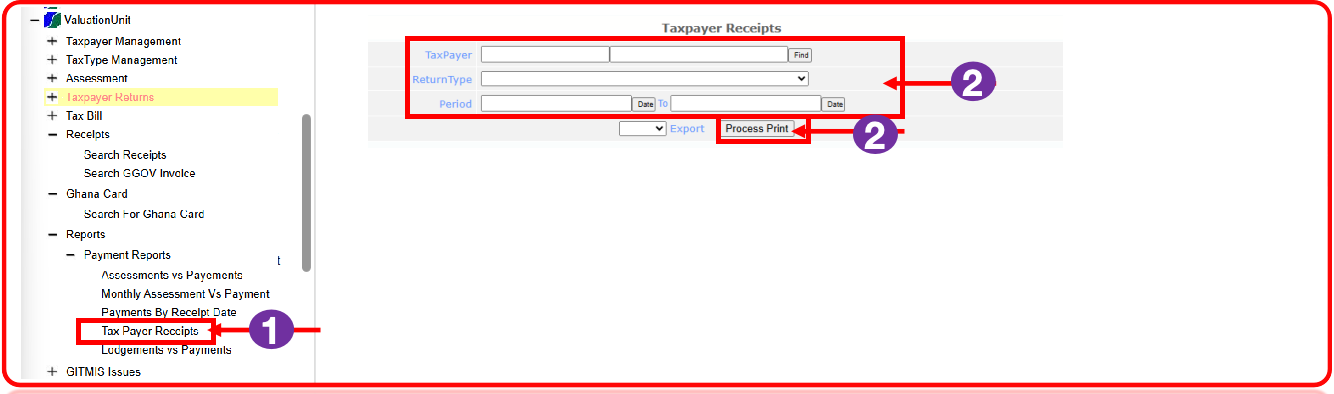 ValuationUnit
Taxpayer Management
TaxType Management
Assessment
Taxpayer Returns
Tax Bill
Receipts
Search Receipts
Search GGOV Invoice
Ghana Card
Search For Ghana Card
Reports
Payment Reports
t
Assessments vs Payements
Monthly Assessment Vs Payment
Payments By Receipt Date
Tax Payer Receipts
Lodgements vs Payments
GITMIS Issues
1
Taxpayer Receipts
TaxPayer Find
ReturnType
Period Date To Date
Export Process Print
2
2